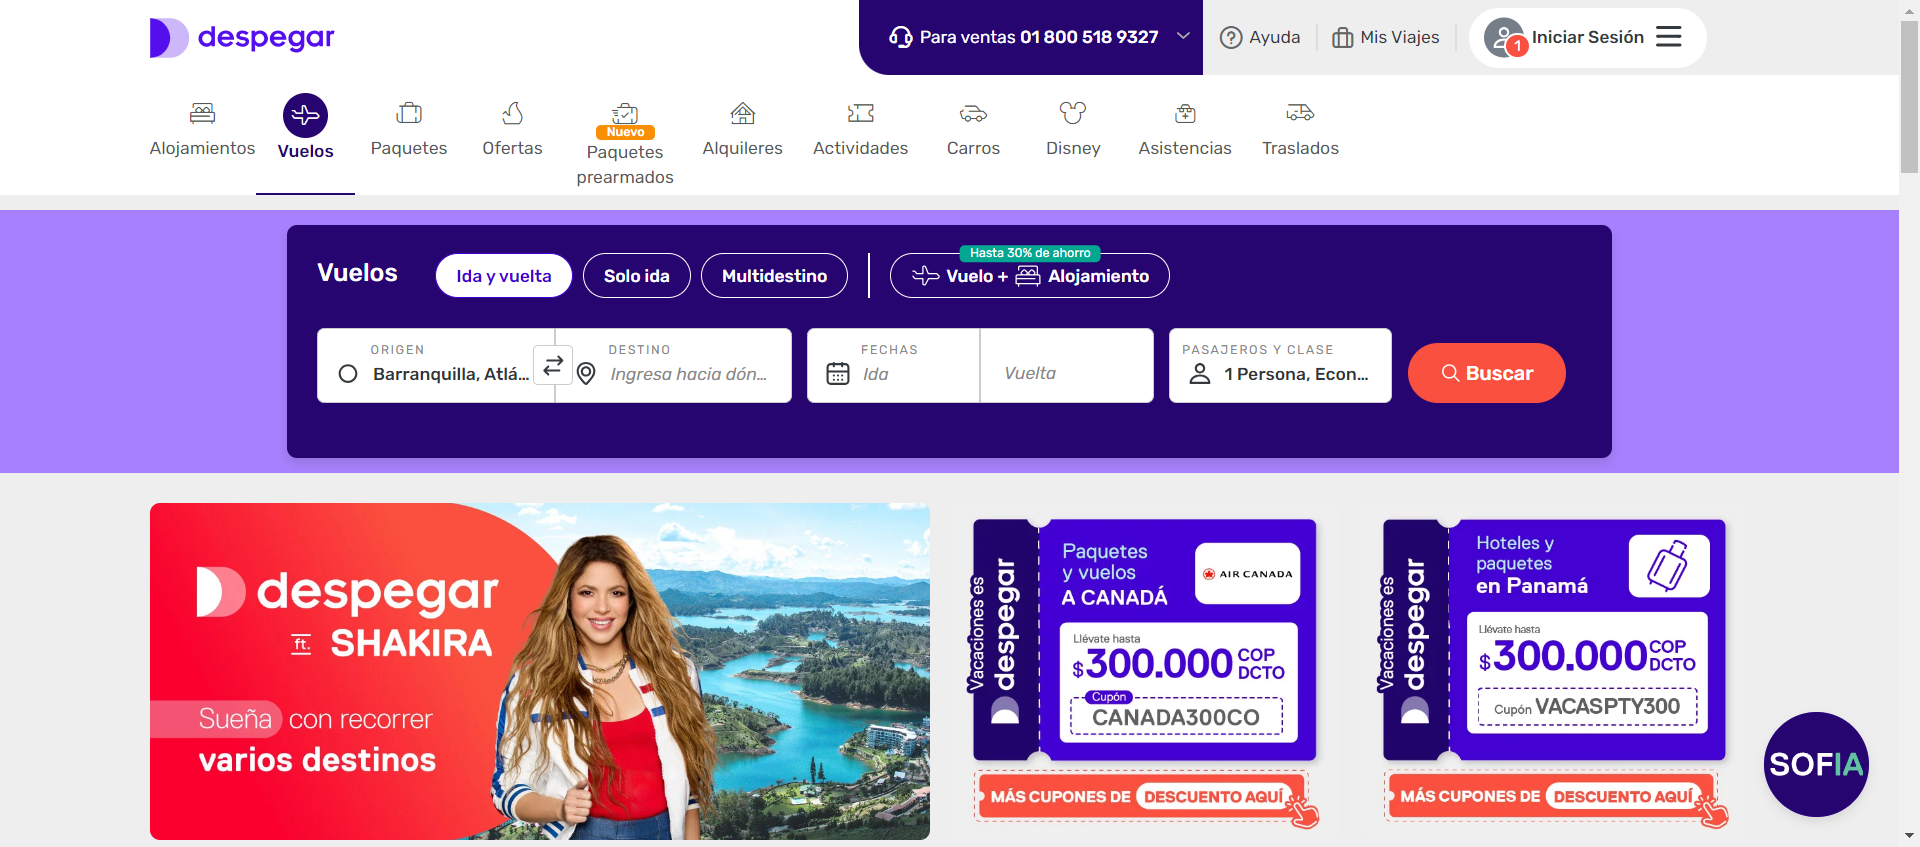 despegar
Para ventas 01 800 518 9327
Ayuda
Mis Viajes
1
Iniciar Sesión
Alojamientos
Vuelos
Paquetes
Ofertas
Nuevo
Paquetes
prearmados
Alquileres
Actividades
Carros
Disney
Asistencias
Traslados
Vuelos
Ida y vuelta
Solo ida
Multidestino
Hasta 30% de ahorro
Vuelo + Alojamiento
ORIGEN
Barranquilla, Atlá...
DESTINO
Ingresa hacia dón...
FECHAS
Ida
Vuelta
PASAJEROS Y CLASE
1 Persona, Econ...
Buscar
despegar
ft. SHAKIRA
Sueña con recorrer
varios destinos
Vacaciones es
despegar
Paquetes
y vuelos
A CANADÁ
AIR CANADA
Llévate hasta
$300.000 COP
DCTO
Cupón
CANADA300CO
MÁS CUPONES DE DESCUENTO AQUÍ
Vacaciones es
despegar
Hoteles y
paquetes
en Panamá
Llévate hasta
$300.000 COP
DCTO
Cupón VACASPTY300
MÁS CUPONES DE DESCUENTO AQUÍ
SOFIA